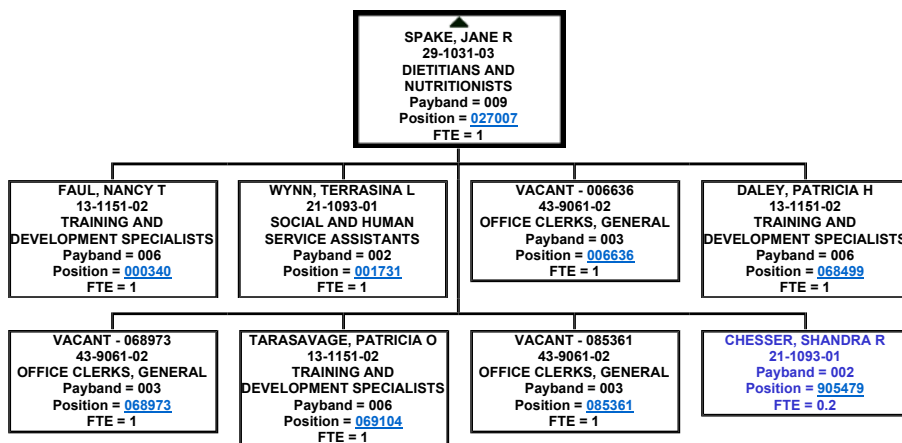 SPAKE, JANE R
29-1031-03
DIETITIANS AND
NUTRITIONISTS
Payband = 009
Position = 027007
FTE = 1
FAUL, NANCY T
13-1151-02
TRAINING AND
DEVELOPMENT SPECIALISTS
Payband = 006
Position = 000340
FTE = 1
WYNN, TERRASINA L
21-1093-01
SOCIAL AND HUMAN
SERVICE ASSISTANTS
Payband = 002
Position = 001731
FTE = 1
VACANT - 006636
43-9061-02
OFFICE CLERKS, GENERAL
Payband = 003
Position = 006636
FTE = 1
DALEY, PATRICIA H
13-1151-02
TRAINING AND
DEVELOPMENT SPECIALISTS
Payband = 006
Position = 068499
FTE = 1
VACANT - 068973
43-9061-02
OFFICE CLERKS, GENERAL
Payband = 003
Position = 068973
FTE = 1
TARASAVAGE, PATRICIA O
13-1151-02
TRAINING AND
DEVELOPMENT SPECIALISTS
Payband = 006
Position = 069104
FTE = 1
VACANT - 085361
43-9061-02
OFFICE CLERKS, GENERAL
Payband = 003
Position = 085361
FTE = 1
CHESSER, SHANDRA R
21-1093-01
Payband = 002
Position = 905479
FTE = 0.2